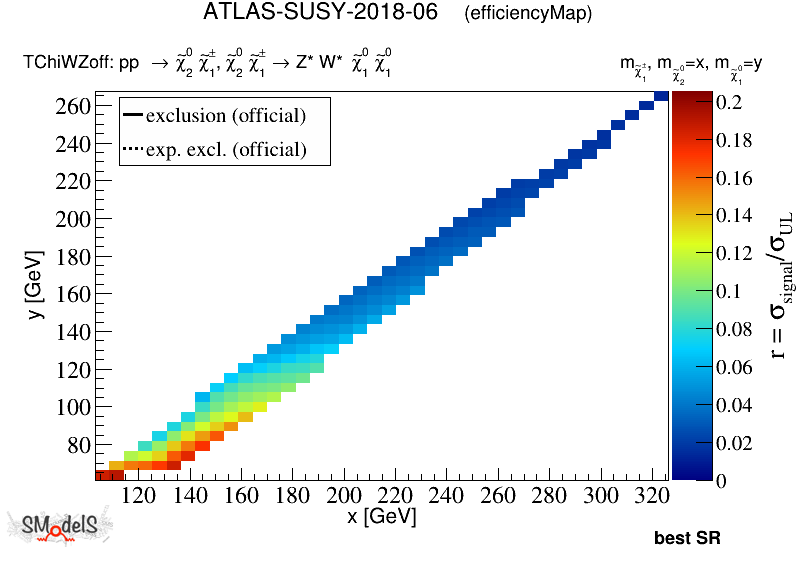 ATLAS-SUSY-2018-06 (efficiencyMap)
TChiWZoff: pp → χ̃₂⁰ χ̃₁±, χ̃₂⁰ χ̃₁± → Z* W* χ̃₁⁰ χ̃₁⁰
m_χ̃₁±, m_χ̃₂⁰=x, m_χ̃₁⁰=y
exclusion (official)
exp. excl. (official)
260
240
220
200
180
160
140
120
100
80
y [GeV]
120 140 160 180 200 220 240 260 280 300 320
x [GeV]
0.2
0.18
0.16
0.14
0.12
0.1
0.08
0.06
0.04
0.02
0
r = σ_signal/σ_UL
SModelS
best SR